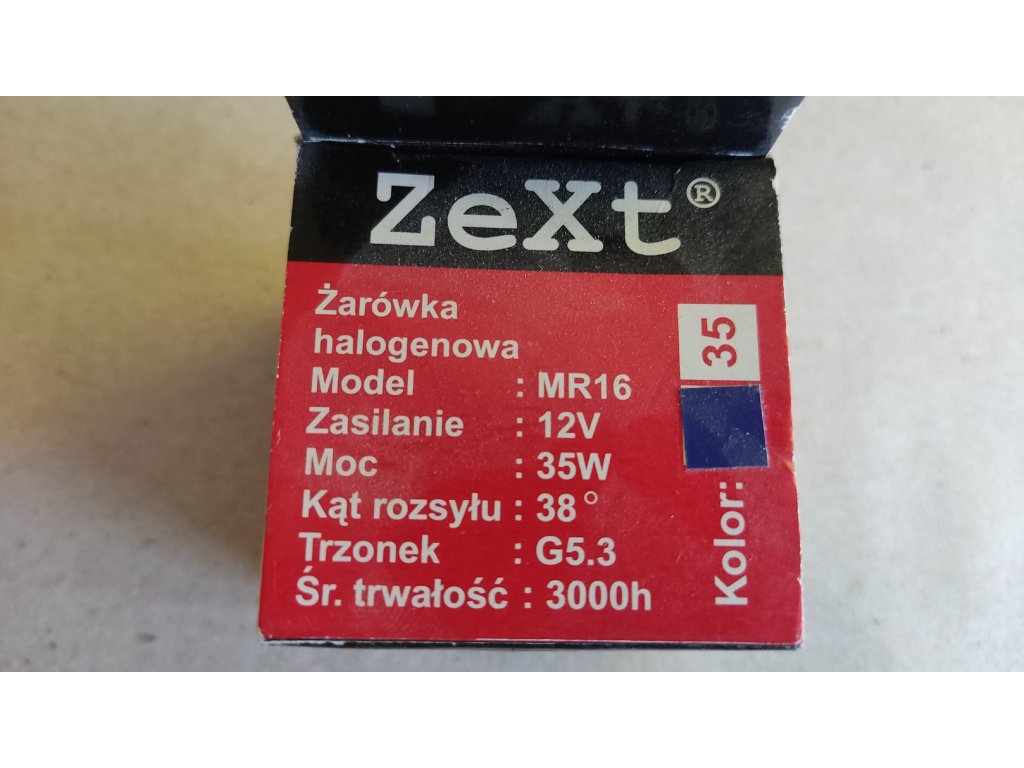 ZeXt®
Żarówka
halogenowa
Model : MR16
Zasilanie : 12V
Moc : 35W
Kąt rozsyłu : 38°
Trzonek : G5.3
Śr. trwałość : 3000h
Kolor:
35